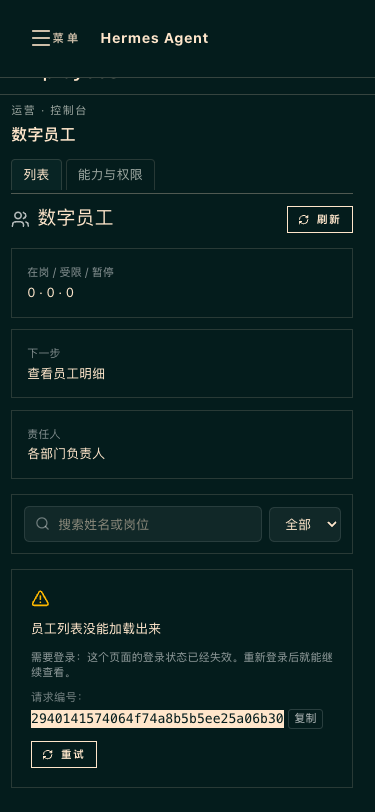 菜单
Hermes Agent
运营 · 控制台
数字员工
列表
能力与权限
数字员工
刷新
在岗 / 受限 / 暂停
0 · 0 · 0
下一步
查看员工明细
责任人
各部门负责人
搜索姓名或岗位
全部
员工列表没能加载出来
需要登录：这个页面的登录状态已经失效。重新登录后就能继
续查看。
请求编号：
2940141574064f74a8b5b5ee25a06b30
复制
重试